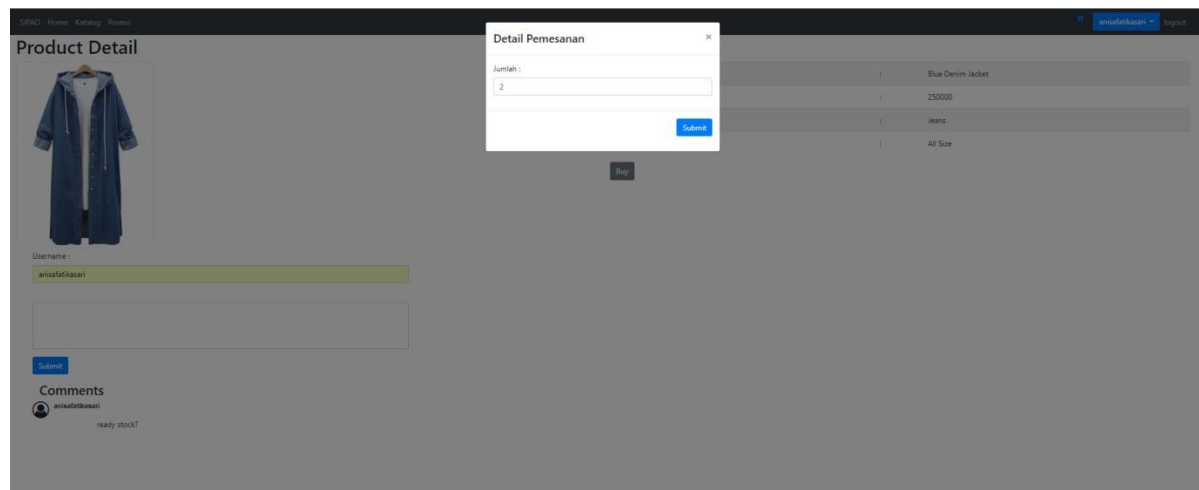 SIPAO Home Katalog Promo anisafatikasari logout
Product Detail
Detail Pemesanan ×
Jumlah :
2
Submit
: Blue Denim Jacket
: 250000
: Jeans
: All Size
Buy
Username :
anisafatikasari
Submit
Comments
anisafatikasari
ready stock?